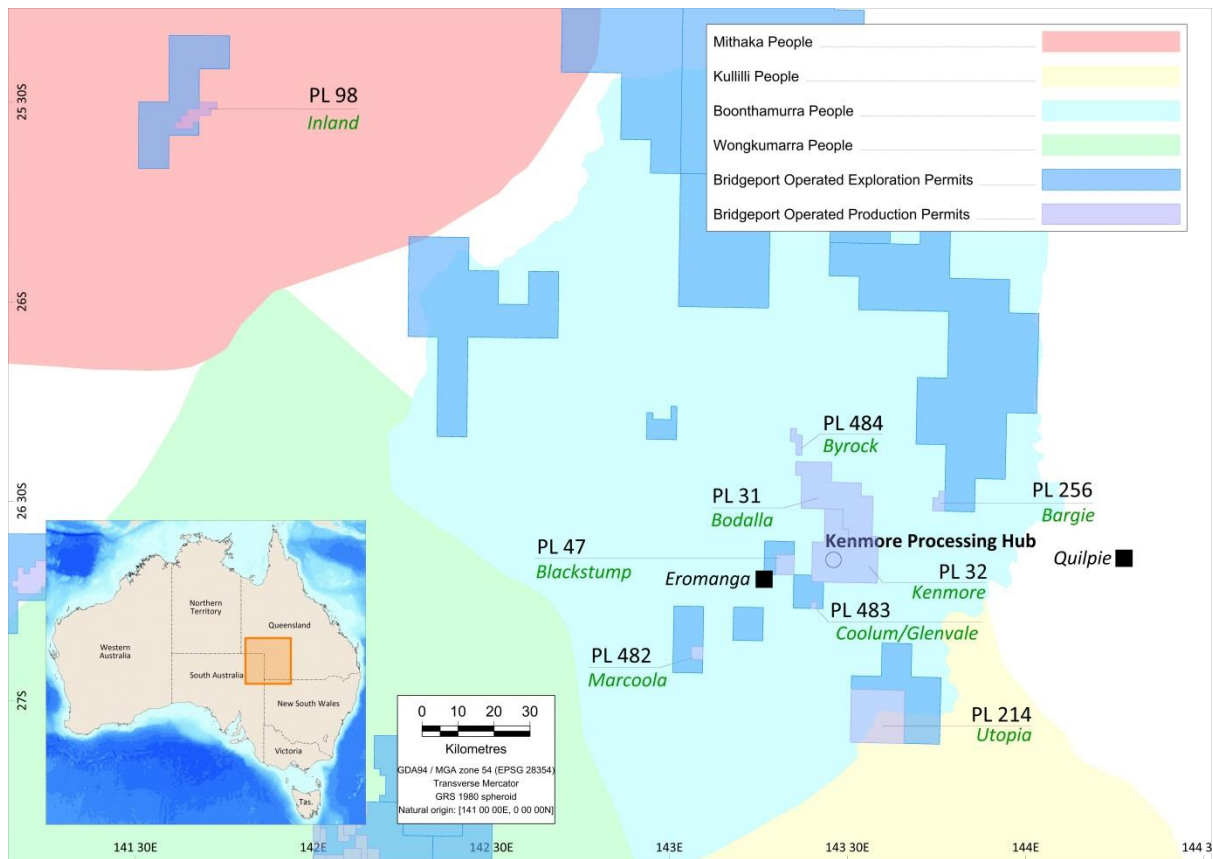 Mithaka People
Kullilli People
Boonthamurra People
Wongkumarra People
Bridgeport Operated Exploration Permits
Bridgeport Operated Production Permits
25 30S
26S
26 30S
27S
PL 98
Inland
PL 484
Byrock
PL 31
Bodalla
PL 256
Bargie
Kenmore Processing Hub
PL 47
Blackstump
Eromanga
Quilpie
PL 32
Kenmore
PL 483
Coolum/Glenvale
PL 482
Marcoola
PL 214
Utopia
Northern
Territory
Queensland
Western
Australia
South Australia
New South Wales
Victoria
Tas.
0 10 20 30
Kilometres
GDA94 / MGA zone 54 (EPSG 28354)
Transverse Mercator
GRS 1980 spheroid
Natural origin: [141 00 00E, 0 00 00N]
141 30E 142E 142 30E 143E 143 30E 144E 144 3